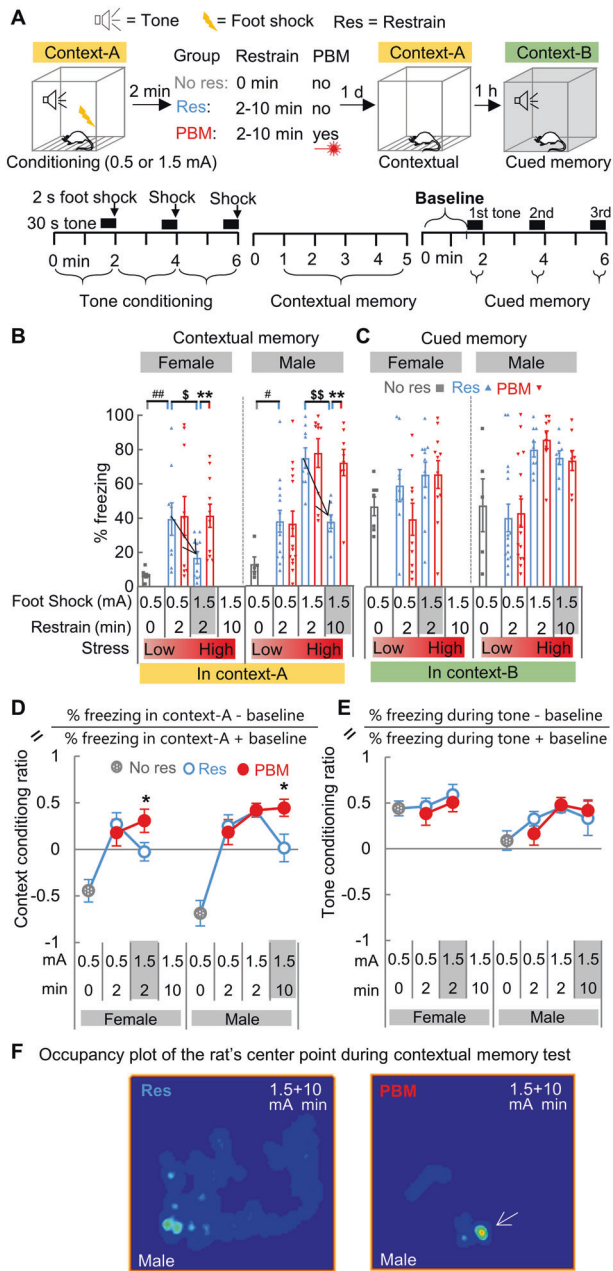 A
= Tone = Foot shock Res = Restrain
Context-A Context-A Context-B
Group Restrain PBM
2 min No res: 0 min no 1 d 1 h
Res: 2-10 min no
PBM: 2-10 min yes
Conditioning (0.5 or 1.5 mA) Contextual Cued memory
2 s foot shock Shock Shock Baseline
30 s tone 1st tone 2nd 3rd
0 min 2 4 6 0 1 2 3 4 5 0 min 2 4 6
Tone conditioning Contextual memory Cued memory
B Contextual memory C Cued memory
Female Male Female Male
No res Res PBM
## $ ** # $$ **
% freezing
100
80
60
40
20
0
Foot Shock (mA) 0.5 0.5 1.5 1.5 0.5 0.5 1.5 1.5 0.5 0.5 1.5 1.5 0.5 0.5 1.5 1.5
Restrain (min) 0 2 2 10 0 2 2 10 0 2 2 10 0 2 2 10
Stress Low High Low High Low High Low High
In context-A In context-B
D E
% freezing in context-A - baseline % freezing during tone - baseline
= =
% freezing in context-A + baseline % freezing during tone + baseline
Context conditiony ratio
Tone conditioning ratio
No res Res PBM
* *
1 1
0.5 0.5
0 0
-0.5 -0.5
-1 -1
mA 0.5 0.5 1.5 1.5 0.5 0.5 1.5 1.5 mA 0.5 0.5 1.5 1.5 0.5 0.5 1.5 1.5
min 0 2 2 10 0 2 2 10 min 0 2 2 10 0 2 2 10
Female Male Female Male
F Occupancy plot of the rat's center point during contextual memory test
Res 1.5+10 PBM 1.5+10
mA min mA min
Male Male